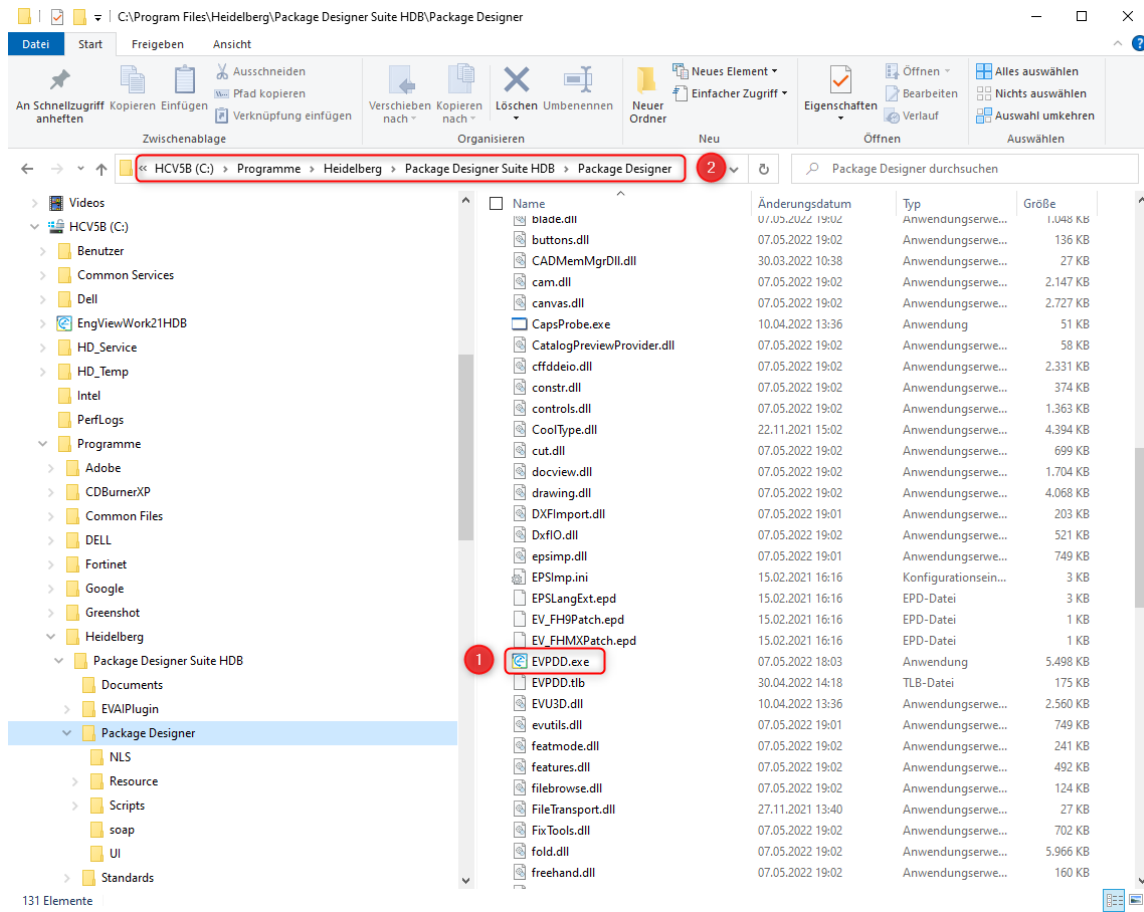 C:\Program Files\Heidelberg\Package Designer Suite HDB\Package Designer
Datei Start Freigeben Ansicht
An Schnellzugriff anheften
Kopieren
Einfügen
Ausschneiden
Pfad kopieren
Verknüpfung einfügen
Zwischenablage
Verschieben nach
Kopieren nach
Löschen
Umbenennen
Organisieren
Neuer Ordner
Neues Element
Einfacher Zugriff
Neu
Eigenschaften
Öffnen
Bearbeiten
Verlauf
Öffnen
Alles auswählen
Nichts auswählen
Auswahl umkehren
Auswählen
« HCV5B (C:) › Programme › Heidelberg › Package Designer Suite HDB › Package Designer
2
Package Designer durchsuchen
Videos
HCV5B (C:)
Benutzer
Common Services
Dell
EngViewWork21HDB
HD_Service
HD_Temp
Intel
PerfLogs
Programme
Adobe
CDBurnerXP
Common Files
DELL
Fortinet
Google
Greenshot
Heidelberg
Package Designer Suite HDB
Documents
EVAIPlugin
Package Designer
NLS
Resource
Scripts
soap
UI
Standards
Name Änderungsdatum Typ Größe
blade.dll 07.05.2022 19:02 Anwendungserwe... 1.048 KB
buttons.dll 07.05.2022 19:02 Anwendungserwe... 136 KB
CADMemMgrDll.dll 30.03.2022 10:38 Anwendungserwe... 27 KB
cam.dll 07.05.2022 19:02 Anwendungserwe... 2.147 KB
canvas.dll 07.05.2022 19:02 Anwendungserwe... 2.727 KB
CapsProbe.exe 10.04.2022 13:36 Anwendung 51 KB
CatalogPreviewProvider.dll 07.05.2022 19:02 Anwendungserwe... 58 KB
cffddeio.dll 07.05.2022 19:02 Anwendungserwe... 2.331 KB
constr.dll 07.05.2022 19:02 Anwendungserwe... 374 KB
controls.dll 07.05.2022 19:02 Anwendungserwe... 1.363 KB
CoolType.dll 22.11.2021 15:02 Anwendungserwe... 4.394 KB
cut.dll 07.05.2022 19:02 Anwendungserwe... 699 KB
docview.dll 07.05.2022 19:02 Anwendungserwe... 1.704 KB
drawing.dll 07.05.2022 19:02 Anwendungserwe... 4.068 KB
DXFImport.dll 07.05.2022 19:01 Anwendungserwe... 203 KB
DxfIO.dll 07.05.2022 19:02 Anwendungserwe... 521 KB
epsimp.dll 07.05.2022 19:01 Anwendungserwe... 749 KB
EPSImp.ini 15.02.2021 16:16 Konfigurationsein... 3 KB
EPSLangExt.epd 15.02.2021 16:16 EPD-Datei 3 KB
EV_FH9Patch.epd 15.02.2021 16:16 EPD-Datei 1 KB
EV_FHMXPatch.epd 15.02.2021 16:16 EPD-Datei 1 KB
1 EVPDD.exe 07.05.2022 18:03 Anwendung 5.498 KB
EVPDD.tlb 30.04.2022 14:18 TLB-Datei 175 KB
EVU3D.dll 10.04.2022 13:36 Anwendungserwe... 2.560 KB
evutils.dll 07.05.2022 19:01 Anwendungserwe... 749 KB
featmode.dll 07.05.2022 19:02 Anwendungserwe... 241 KB
features.dll 07.05.2022 19:02 Anwendungserwe... 492 KB
filebrowse.dll 07.05.2022 19:02 Anwendungserwe... 124 KB
FileTransport.dll 27.11.2021 13:40 Anwendungserwe... 27 KB
FixTools.dll 07.05.2022 19:02 Anwendungserwe... 702 KB
fold.dll 07.05.2022 19:02 Anwendungserwe... 5.966 KB
freehand.dll 07.05.2022 19:02 Anwendungserwe... 160 KB
131 Elemente